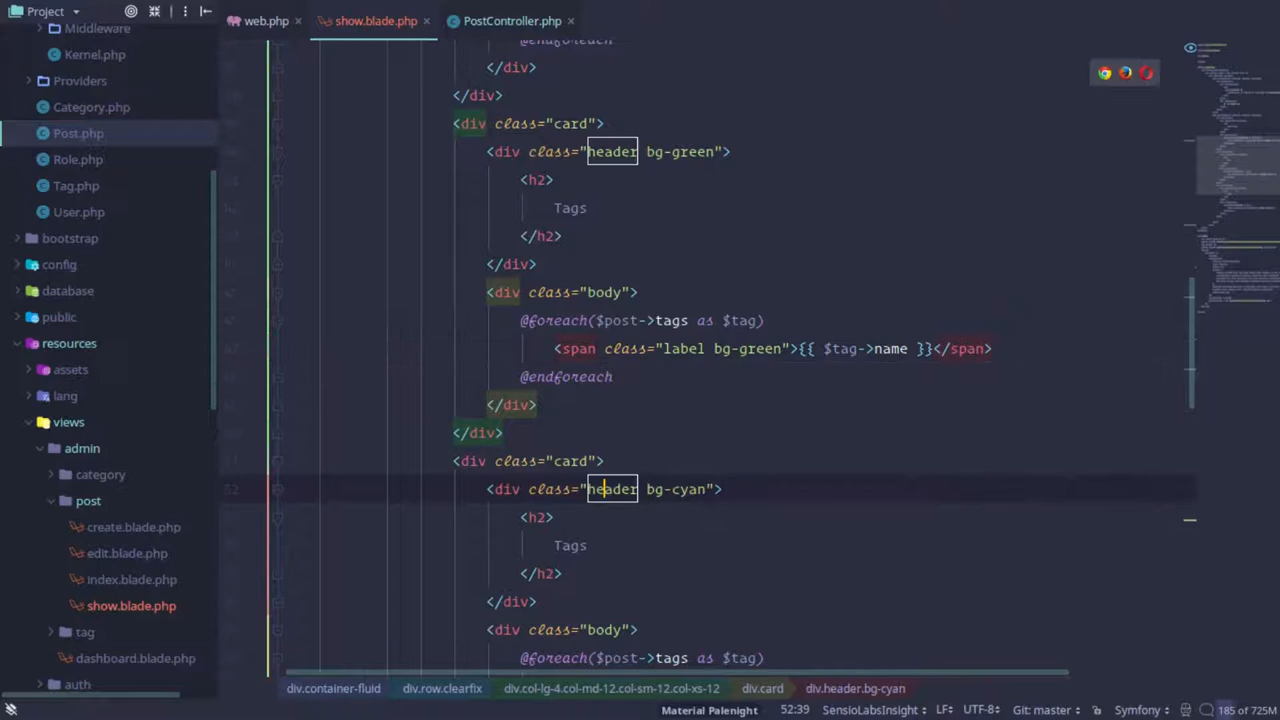 Project
web.php
show.blade.php
PostController.php
Middleware
Kernel.php
Providers
Category.php
Post.php
Role.php
Tag.php
User.php
bootstrap
config
database
public
resources
assets
lang
views
admin
category
post
create.blade.php
edit.blade.php
index.blade.php
show.blade.php
tag
dashboard.blade.php
auth
@endforeach
</div>
</div>
<div class="card">
<div class="header bg-green">
<h2>
Tags
</h2>
</div>
<div class="body">
@foreach($post->tags as $tag)
<span class="label bg-green">{{ $tag->name }}</span>
@endforeach
</div>
</div>
<div class="card">
52
<div class="header bg-cyan">
<h2>
Tags
</h2>
</div>
<div class="body">
@foreach($post->tags as $tag)
div.container-fluid div.row.clearfix div.col-lg-4.col-md-12.col-sm-12.col-xs-12 div.card div.header.bg-cyan
Material Palenight 52:39 SensioLabsInsight LF UTF-8 Git: master Symfony 185 of 725M